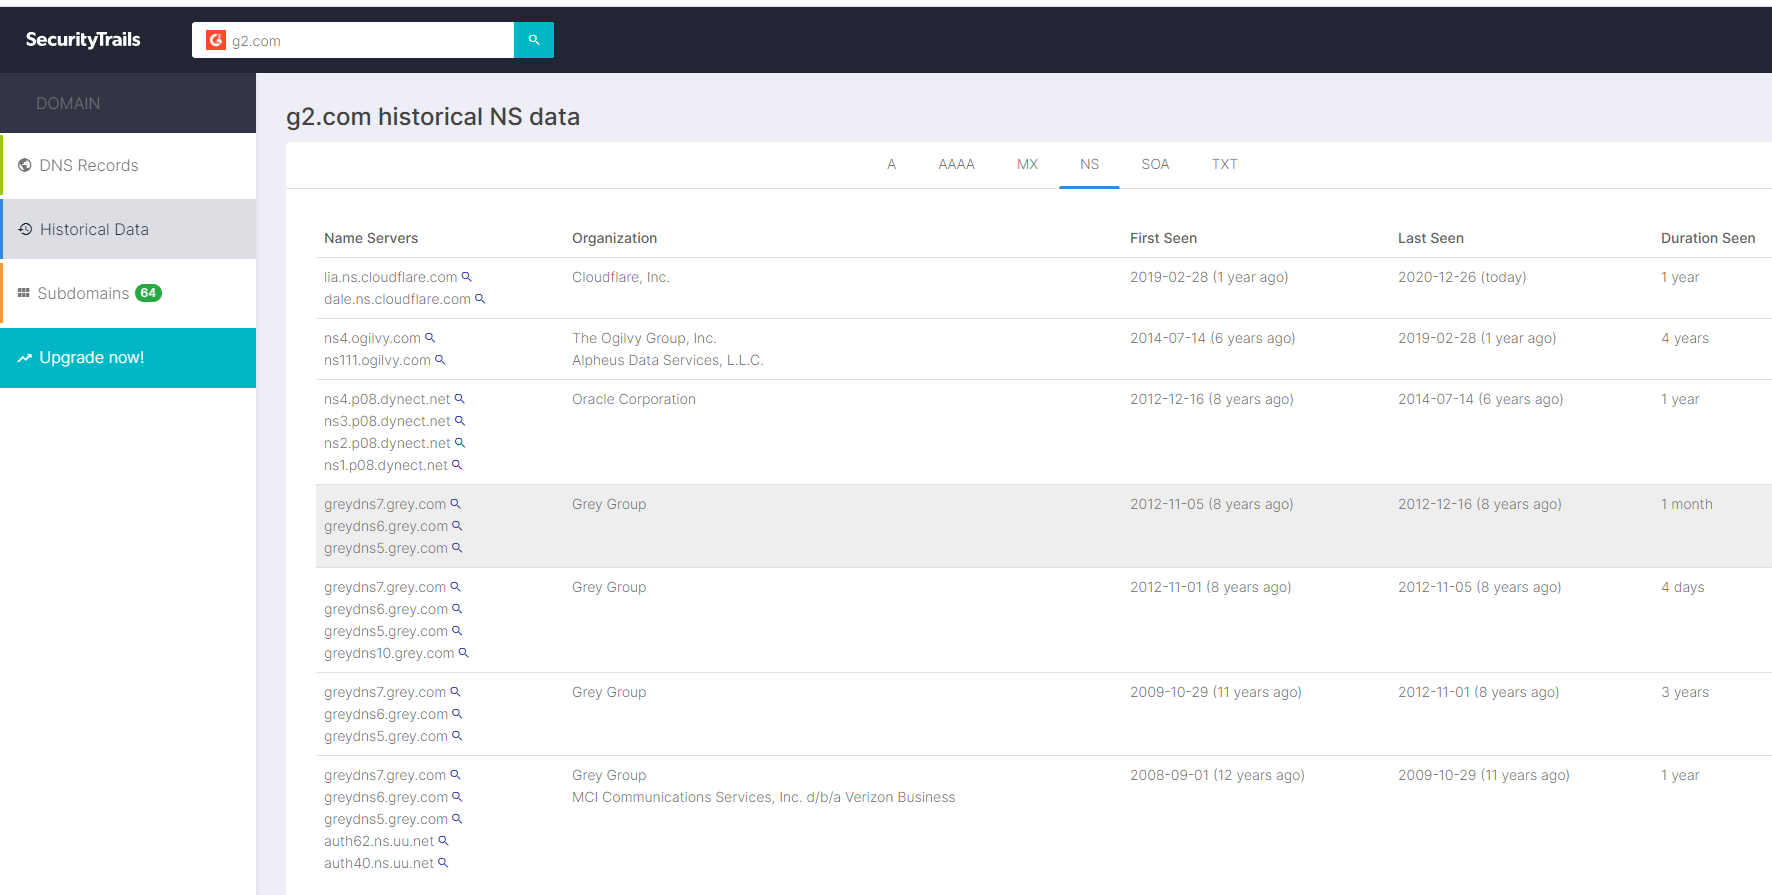 SecurityTrails
g2.com
DOMAIN
DNS Records
Historical Data
Subdomains 64
Upgrade now!
g2.com historical NS data
A AAAA MX NS SOA TXT
Name Servers Organization First Seen Last Seen Duration Seen
lia.ns.cloudflare.com Cloudflare, Inc. 2019-02-28 (1 year ago) 2020-12-26 (today) 1 year
dale.ns.cloudflare.com
ns4.ogilvy.com The Ogilvy Group, Inc. 2014-07-14 (6 years ago) 2019-02-28 (1 year ago) 4 years
ns111.ogilvy.com Alpheus Data Services, L.L.C.
ns4.p08.dynect.net Oracle Corporation 2012-12-16 (8 years ago) 2014-07-14 (6 years ago) 1 year
ns3.p08.dynect.net
ns2.p08.dynect.net
ns1.p08.dynect.net
greydns7.grey.com Grey Group 2012-11-05 (8 years ago) 2012-12-16 (8 years ago) 1 month
greydns6.grey.com
greydns5.grey.com
greydns7.grey.com Grey Group 2012-11-01 (8 years ago) 2012-11-05 (8 years ago) 4 days
greydns6.grey.com
greydns5.grey.com
greydns10.grey.com
greydns7.grey.com Grey Group 2009-10-29 (11 years ago) 2012-11-01 (8 years ago) 3 years
greydns6.grey.com
greydns5.grey.com
greydns7.grey.com Grey Group 2008-09-01 (12 years ago) 2009-10-29 (11 years ago) 1 year
greydns6.grey.com MCI Communications Services, Inc. d/b/a Verizon Business
greydns5.grey.com
auth62.ns.uu.net
auth40.ns.uu.net